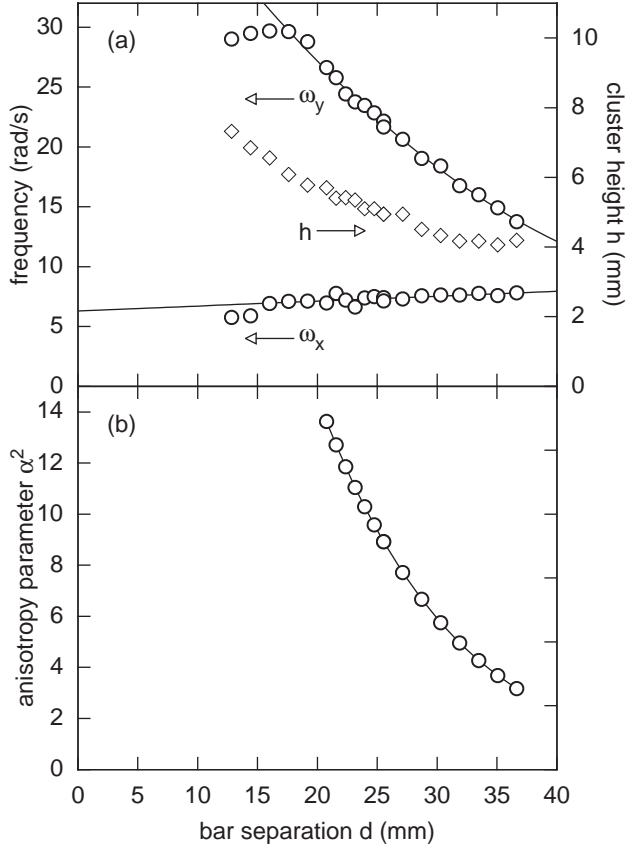 (a)
30
25
20
15
10
5
0
frequency (rad/s)
ω_y
h
ω_x
10
8
6
4
2
0
cluster height h (mm)
(b)
14
12
10
8
6
4
2
0
anisotropy parameter α²
0 5 10 15 20 25 30 35 40
bar separation d (mm)